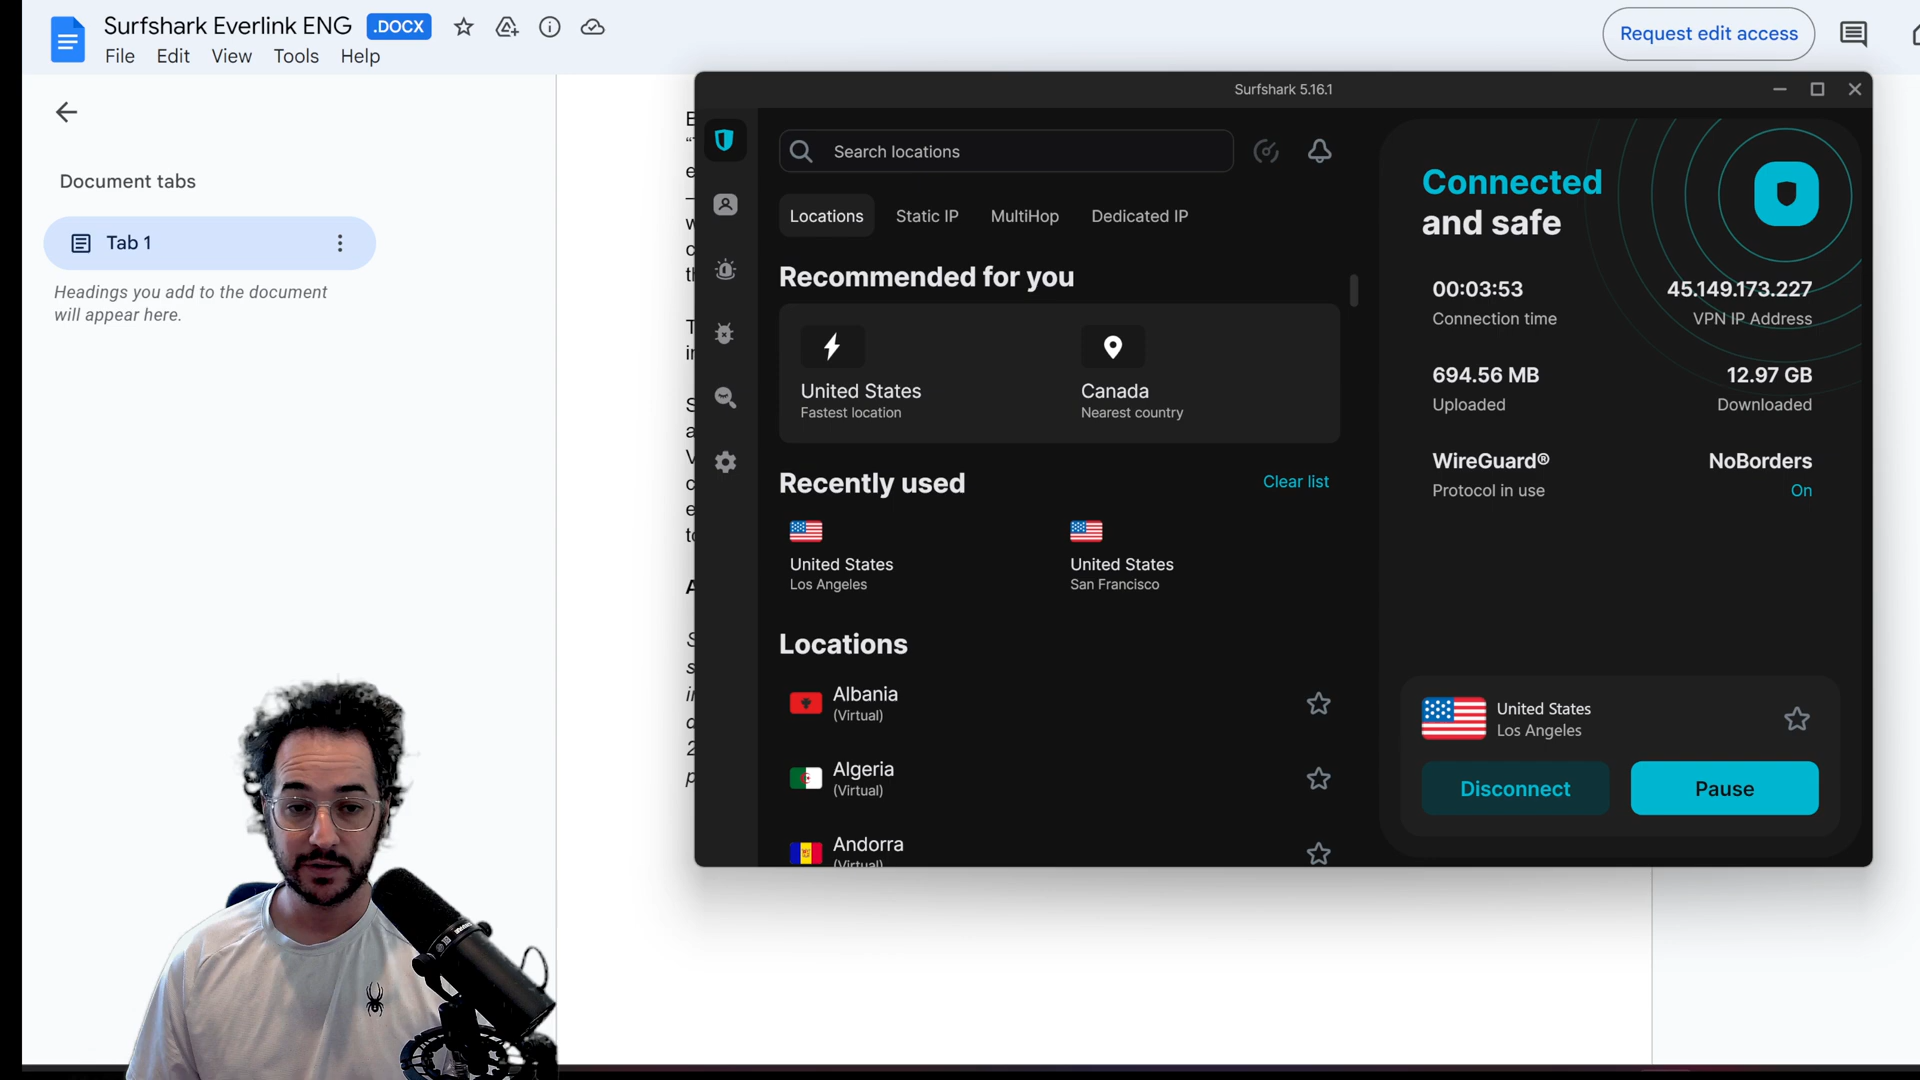 Surfshark Everlink ENG .DOCX
File Edit View Tools Help
Request edit access
Document tabs
Tab 1
Headings you add to the document
will appear here.
Surfshark 5.16.1
Search locations
Locations Static IP MultiHop Dedicated IP
Recommended for you
United States
Fastest location
Canada
Nearest country
Recently used
Clear list
United States
Los Angeles
United States
San Francisco
Locations
Albania
(Virtual)
Algeria
(Virtual)
Andorra
(Virtual)
Connected
and safe
00:03:53
Connection time
45.149.173.227
VPN IP Address
694.56 MB
Uploaded
12.97 GB
Downloaded
WireGuard®
Protocol in use
NoBorders
On
United States
Los Angeles
Disconnect
Pause